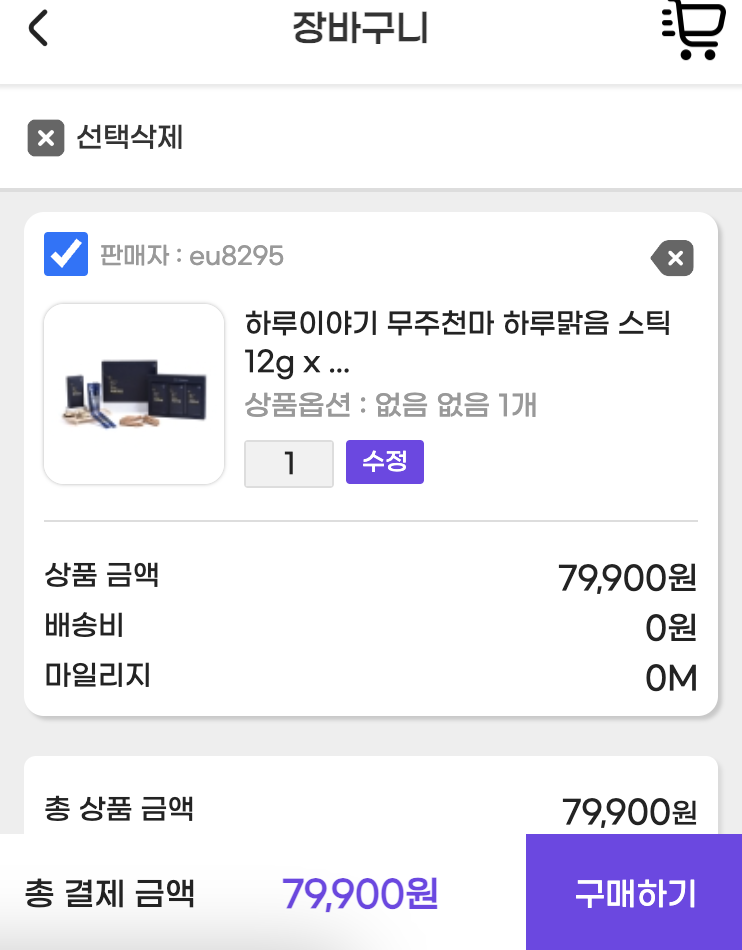 장바구니
선택삭제
판매자 : eu8295
하루이야기 무주천마 하루맑음 스틱
12g x ...
상품옵션 : 없음 없음 1개
1 수정
상품 금액 79,900원
배송비 0원
마일리지 0M
총 상품 금액 79,900원
총 결제 금액 79,900원 구매하기